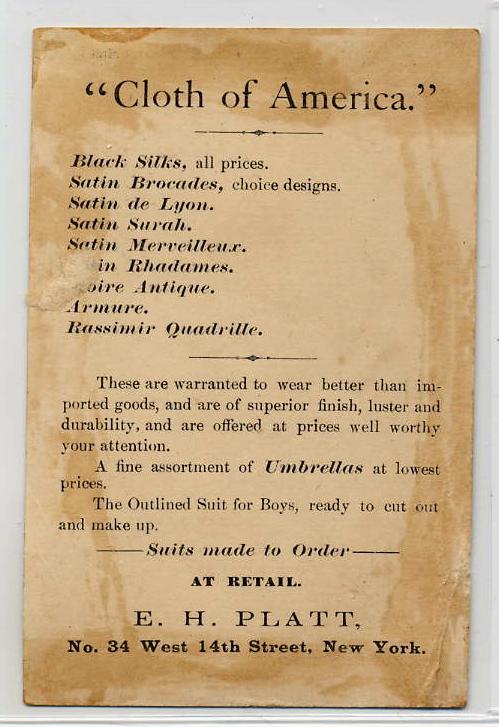 “Cloth of America.”
Black Silks, all prices.
Satin Brocades, choice designs.
Satin de Lyon.
Satin Surah.
Satin Merveilleux.
in Rhadames.
oire Antique.
Armure.
Rassimir Quadrille.
These are warranted to wear better than im-
ported goods, and are of superior finish, luster and
durability, and are offered at prices well worthy
your attention.
A fine assortment of Umbrellas at lowest
prices.
The Outlined Suit for Boys, ready to cut out
and make up.
Suits made to Order
AT RETAIL.
E. H. PLATT,
No. 34 West 14th Street, New York.